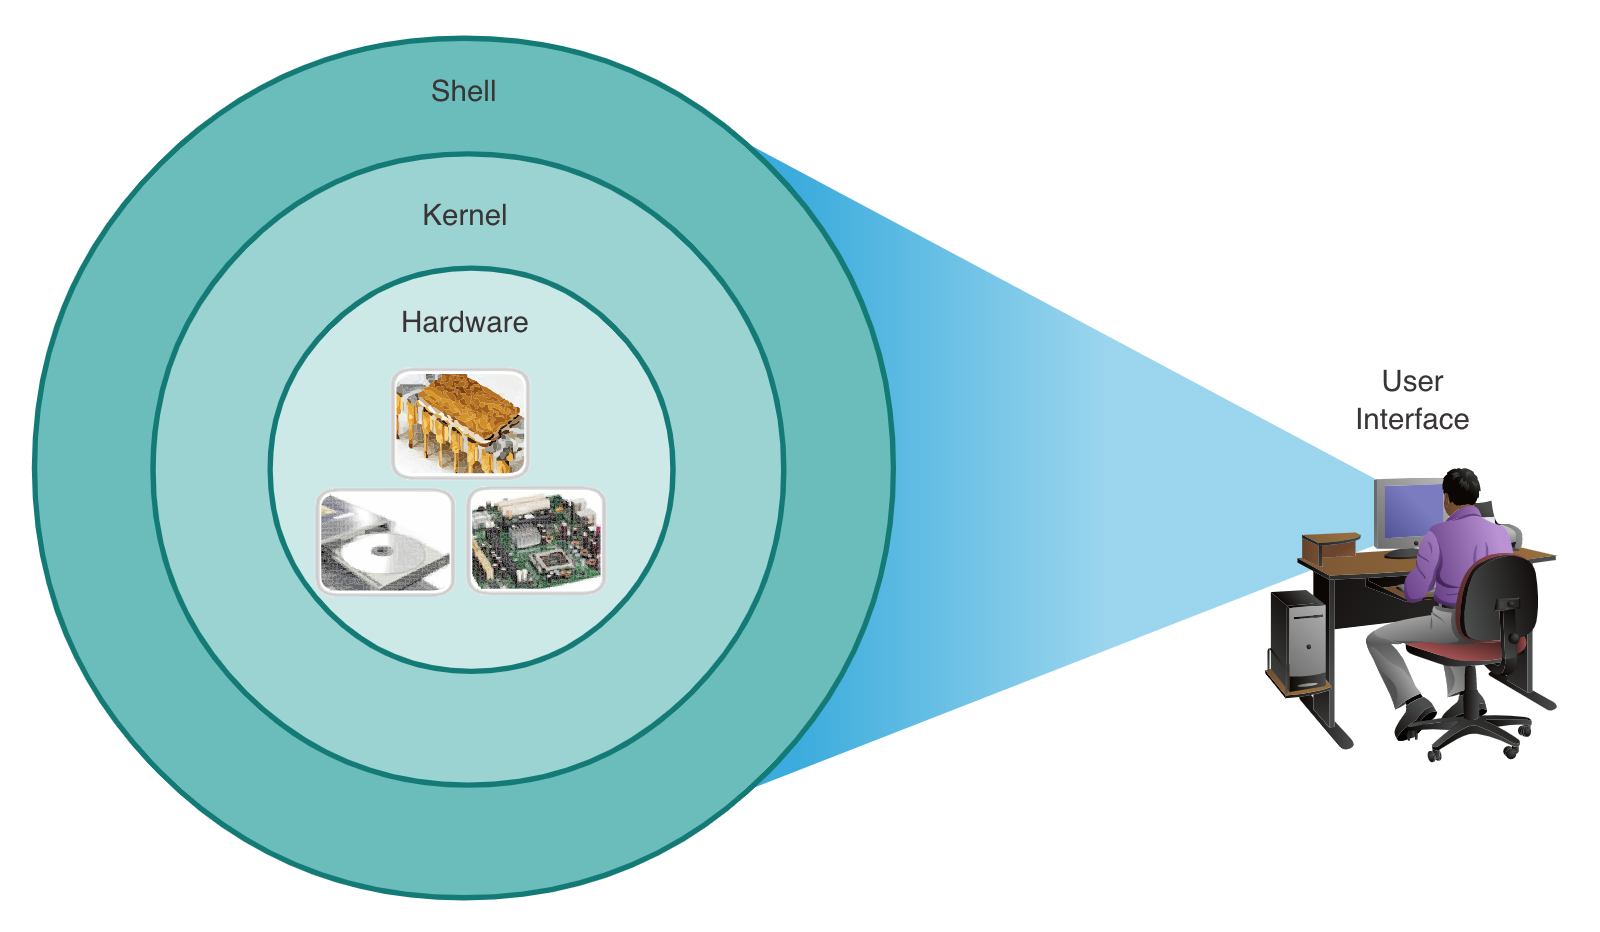 Shell
Kernel
Hardware
User
Interface